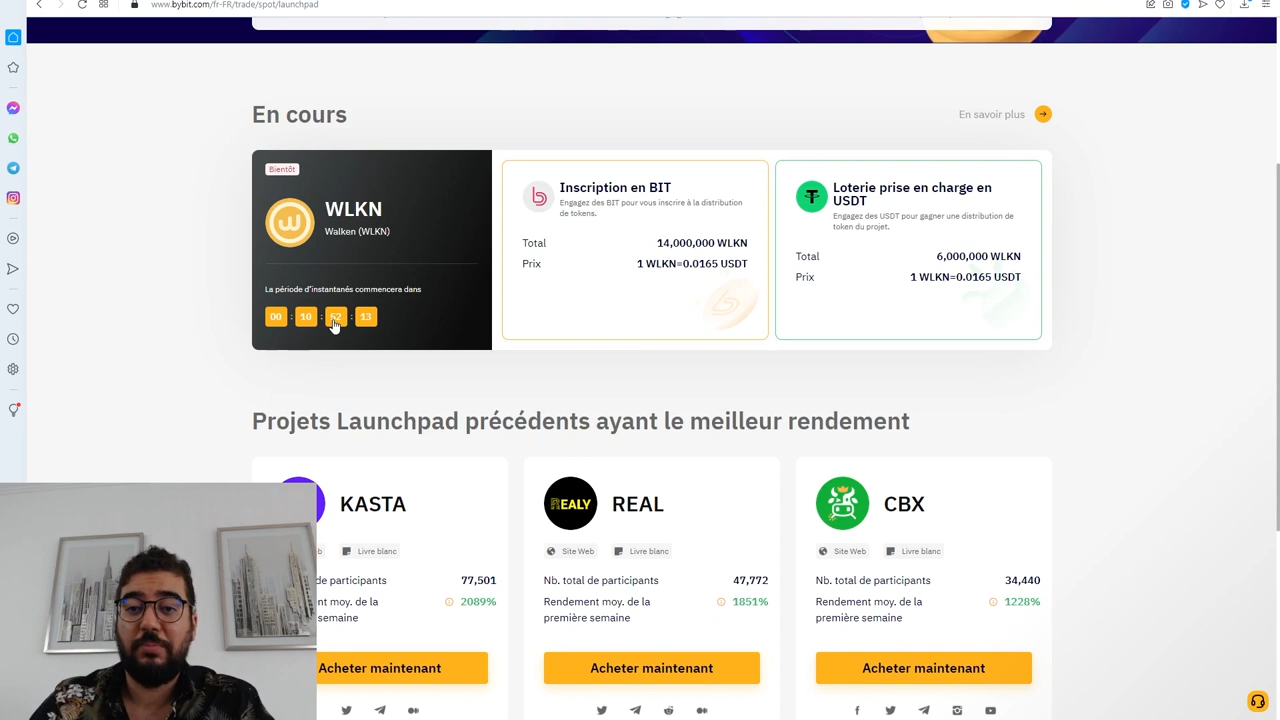 www.bybit.com/fr-FR/trade/spot/launchpad
En cours
En savoir plus
Bientôt
WLKN
Walken (WLKN)
La période d'instantanés commencera dans
00 : 10 : 52 : 13
Inscription en BIT
Engagez des BIT pour vous inscrire à la distribution
de tokens.
Total 14,000,000 WLKN
Prix 1 WLKN=0.0165 USDT
Loterie prise en charge en
USDT
Engagez des USDT pour gagner une distribution de
token du projet.
Total 6,000,000 WLKN
Prix 1 WLKN=0.0165 USDT
Projets Launchpad précédents ayant le meilleur rendement
KASTA
Livre blanc
de participants 77,501
moy. de la 2089%
semaine
Acheter maintenant
REALY
REAL
Site Web Livre blanc
Nb. total de participants 47,772
Rendement moy. de la 1851%
première semaine
Acheter maintenant
CBX
Site Web Livre blanc
Nb. total de participants 34,440
Rendement moy. de la 1228%
première semaine
Acheter maintenant